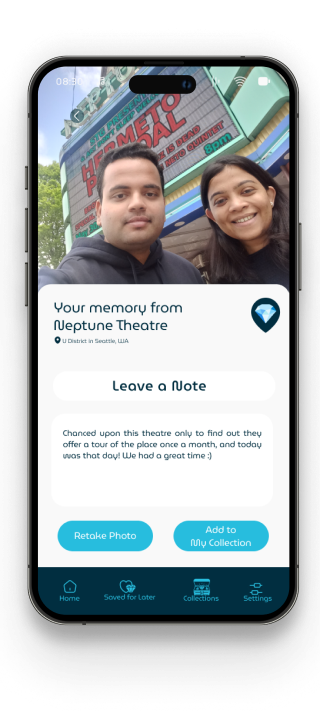 08:30
HERMETO
PASCOAL
8pm
Your memory from
Neptune Theatre
U District in Seattle, WA
Leave a Note
Chanced upon this theatre only to find out they
offer a tour of the place once a month, and today
was that day! We had a great time :)
Retake Photo
Add to
My Collection
Home
Saved for Later
Collections
Settings